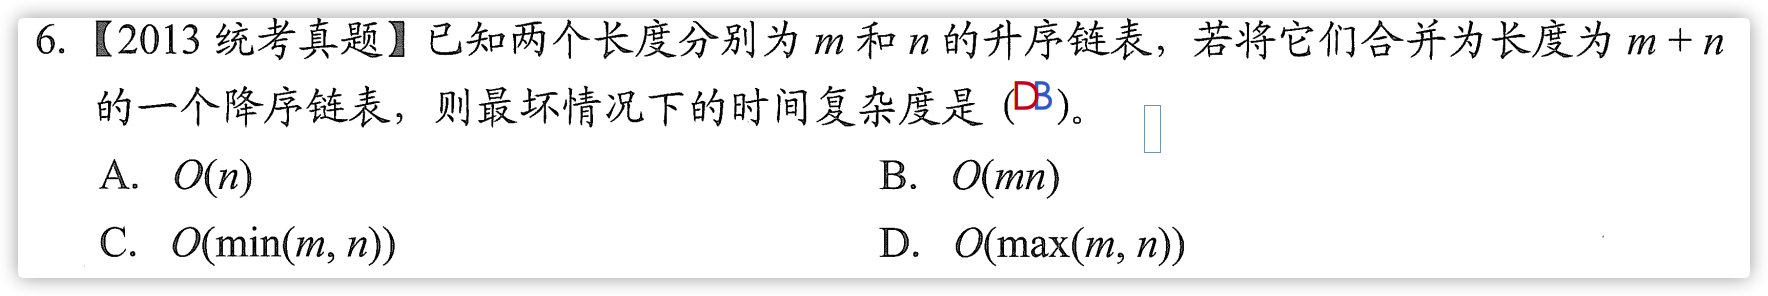 6.【2013 统考真题】已知两个长度分别为 m 和 n 的升序链表，若将它们合并为长度为 m + n
的一个降序链表，则最坏情况下的时间复杂度是（DB）。
A. O(n)
B. O(mn)
C. O(min(m, n))
D. O(max(m, n))